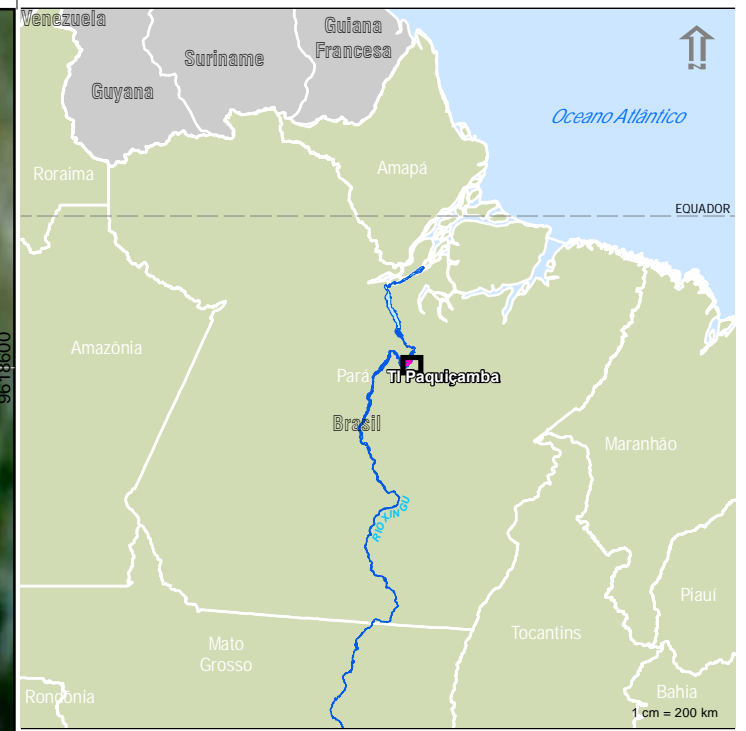 Venezuela
Guyana
Suriname
Guiana
Francesa
N
Oceano Atlântico
Roraima
Amapá
EQUADOR
9618600
Amazônia
Pará
TI Paquiçamba
Brasil
Maranhão
RIO XINGU
Piauí
Mato
Grosso
Tocantins
Rondônia
Bahia
1 cm = 200 km